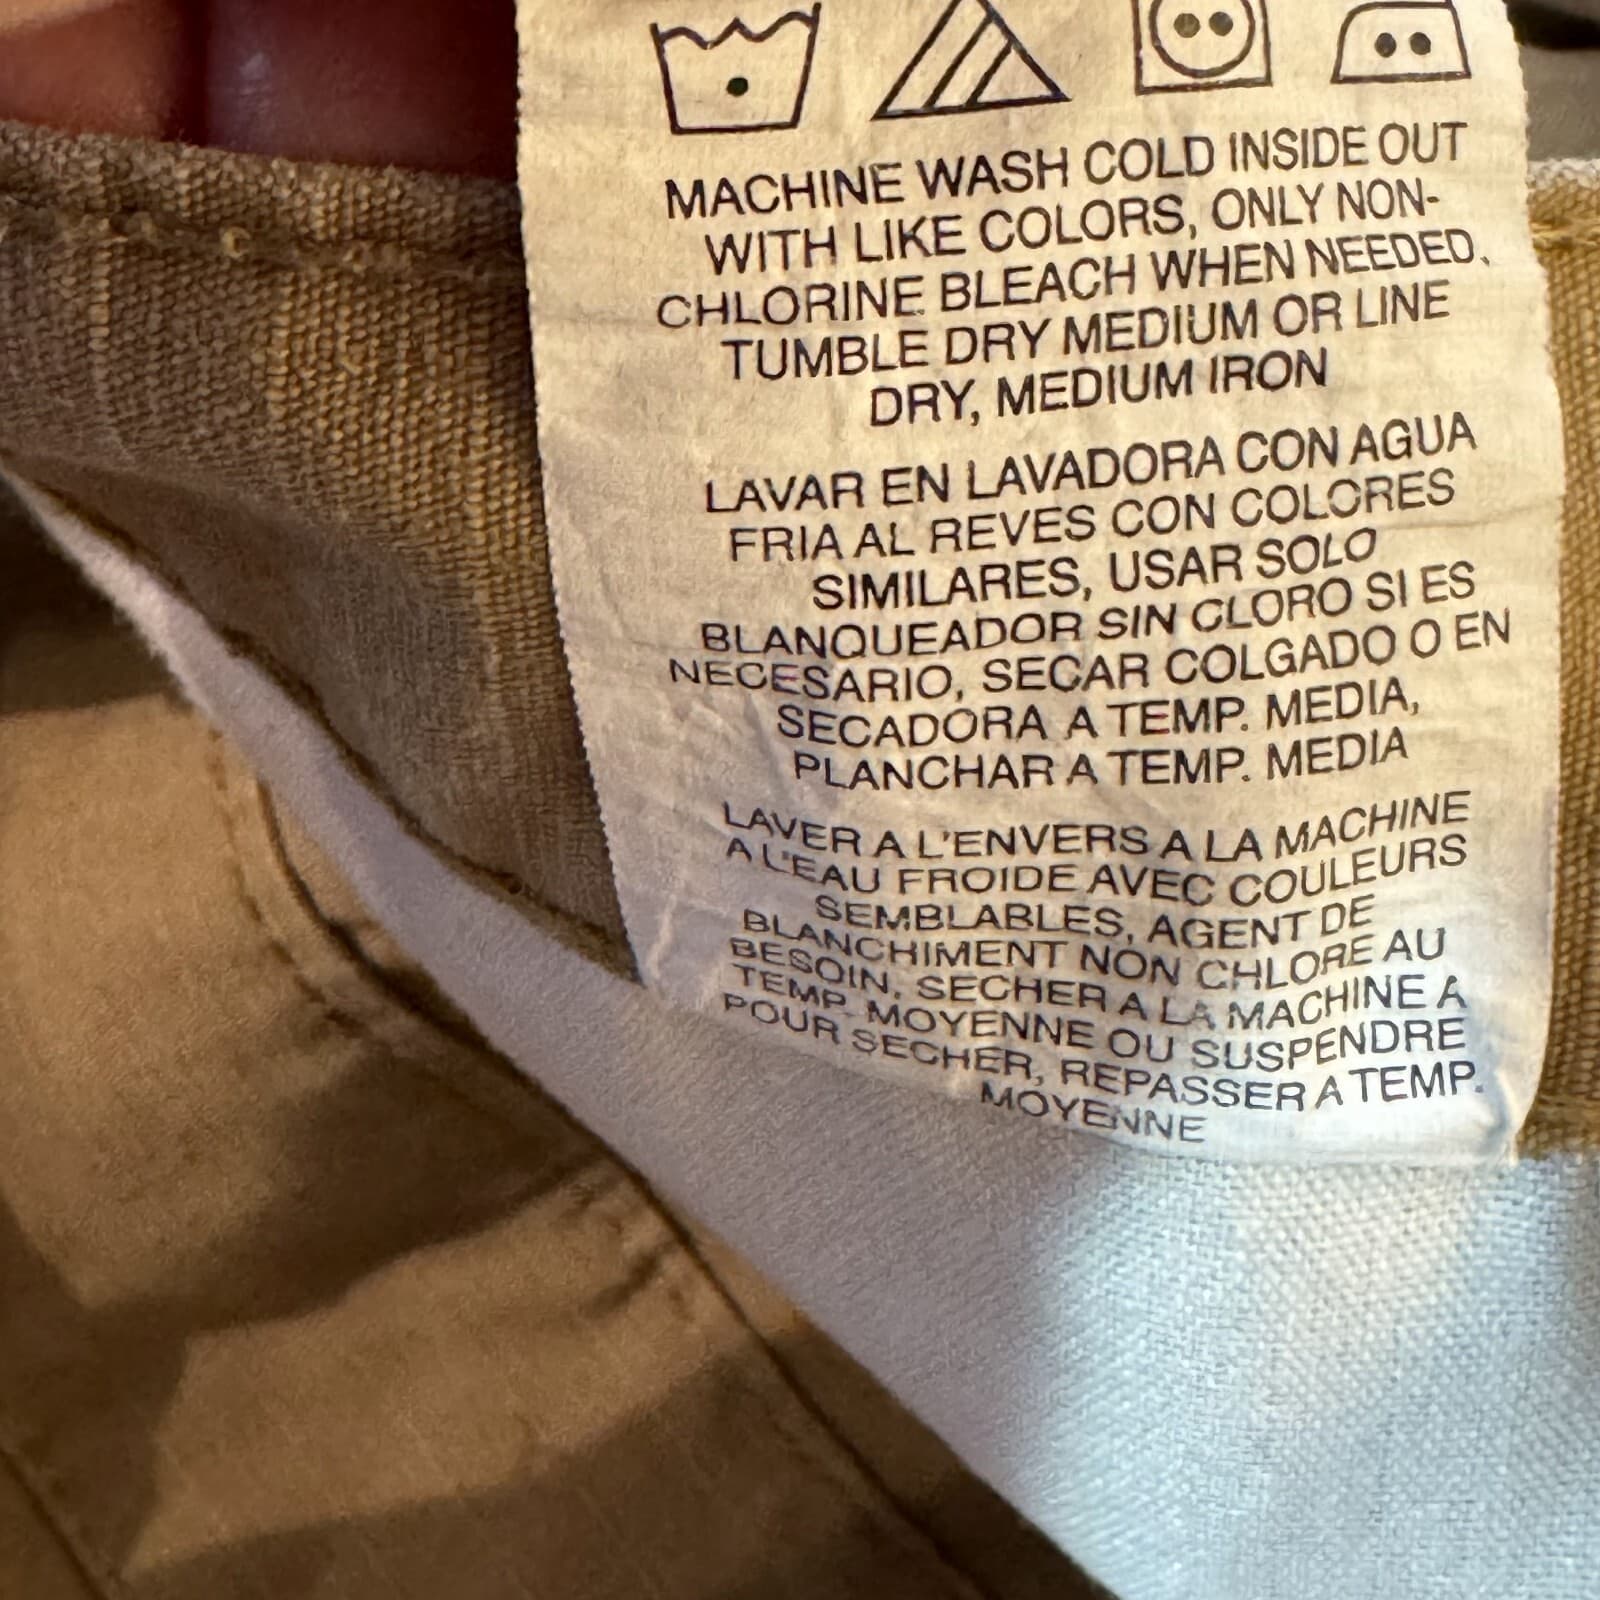 MACHINE WASH COLD INSIDE OUT
WITH LIKE COLORS, ONLY NON-
CHLORINE BLEACH WHEN NEEDED,
TUMBLE DRY MEDIUM OR LINE
DRY, MEDIUM IRON
LAVAR EN LAVADORA CON AGUA
FRIA AL REVES CON COLORES
SIMILARES, USAR SOLO
BLANQUEADOR SIN CLORO SI ES
NECESARIO, SECAR COLGADO O EN
SECADORA A TEMP. MEDIA,
PLANCHAR A TEMP. MEDIA
LAVER A L'ENVERS A LA MACHINE
A L'EAU FROIDE AVEC COULEURS
SEMBLABLES, AGENT DE
BLANCHIMENT NON CHLORE AU
BESOIN, SECHER A LA MACHINE A
TEMP. MOYENNE OU SUSPENDRE
POUR SECHER, REPASSER A TEMP.
MOYENNE